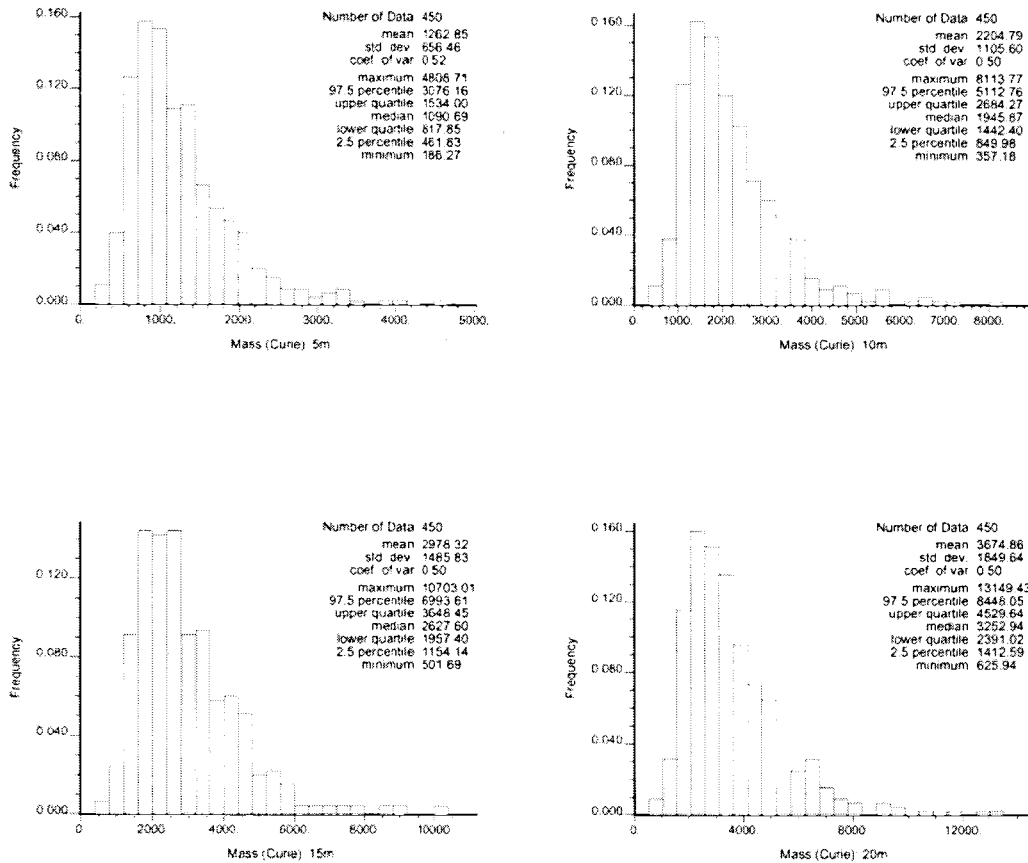 Number of Data 450
mean 1262.85
std dev. 656.46
coef. of var 0.52
maximum 4806.71
97.5 percentile 3076.16
upper quartile 1534.00
median 1090.69
lower quartile 817.85
2.5 percentile 461.83
minimum 186.27
Frequency
0.160
0.120
0.080
0.040
0.000
0. 1000. 2000. 3000. 4000. 5000.
Mass (Curie) 5m
Number of Data 450
mean 2204.79
std dev. 1105.60
coef. of var 0.50
maximum 8113.77
97.5 percentile 5112.76
upper quartile 2684.27
median 1945.67
lower quartile 1442.40
2.5 percentile 849.98
minimum 357.18
Frequency
0.160
0.120
0.080
0.040
0.000
0. 1000. 2000. 3000. 4000. 5000. 6000. 7000. 8000.
Mass (Curie) 10m
Number of Data 450
mean 2978.32
std dev. 1485.83
coef. of var 0.50
maximum 10703.01
97.5 percentile 6993.61
upper quartile 3648.45
median 2627.60
lower quartile 1957.40
2.5 percentile 1154.14
minimum 501.69
Frequency
0.120
0.080
0.040
0.000
0. 2000. 4000. 6000. 8000. 10000.
Mass (Curie) 15m
Number of Data 450
mean 3674.86
std dev. 1849.64
coef. of var 0.50
maximum 13149.43
97.5 percentile 8448.05
upper quartile 4529.64
median 3252.94
lower quartile 2391.02
2.5 percentile 1412.59
minimum 625.94
Frequency
0.160
0.120
0.080
0.040
0.000
0. 4000. 8000. 12000.
Mass (Curie) 20m